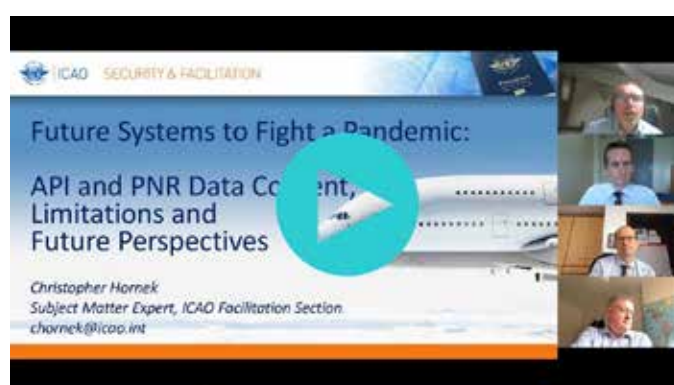 ICAO SECURITY & FACILITATION
Future Systems to Fight a Pandemic:
API and PNR Data Content,
Limitations and
Future Perspectives
Christopher Hornek
Subject Matter Expert, ICAO Facilitation Section
chornek@icao.int